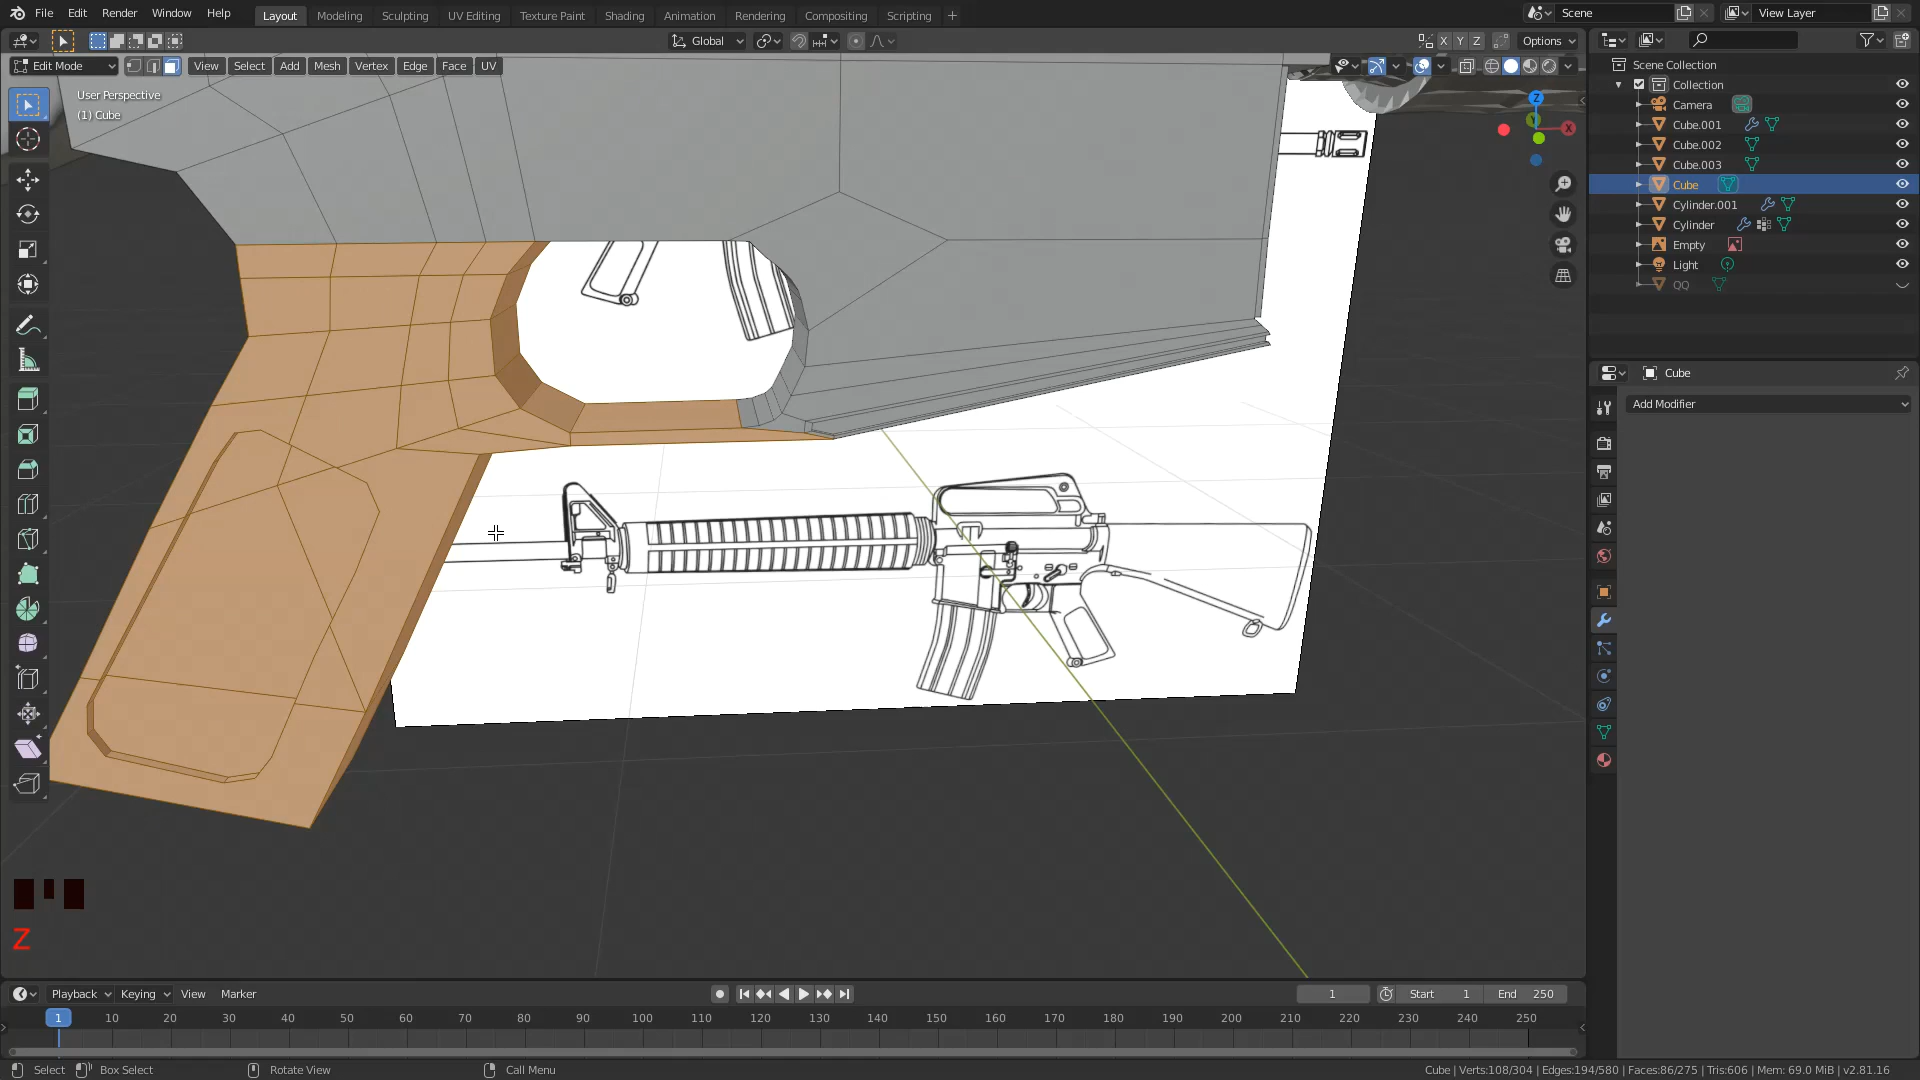 File Edit Render Window Help Layout Modeling Sculpting UV Editing Texture Paint Shading Animation Rendering Compositing Scripting + Scene View Layer
Global X Y Z Options
Edit Mode View Select Add Mesh Vertex Edge Face UV
User Perspective
(1) Cube
Z
X
Y
Scene Collection
Collection
Camera
Cube.001
Cube.002
Cube.003
Cube
Cylinder.001
Cylinder
Empty
Light
QQ
Cube
Add Modifier
Z
Playback Keying View Marker 1 Start 1 End 250
1 10 20 30 40 50 60 70 80 90 100 110 120 130 140 150 160 170 180 190 200 210 220 230 240 250
Select Box Select Rotate View Call Menu Cube | Verts:108/304 | Edges:194/580 | Faces:86/275 | Tris:606 | Mem: 69.0 MiB | v2.81.16